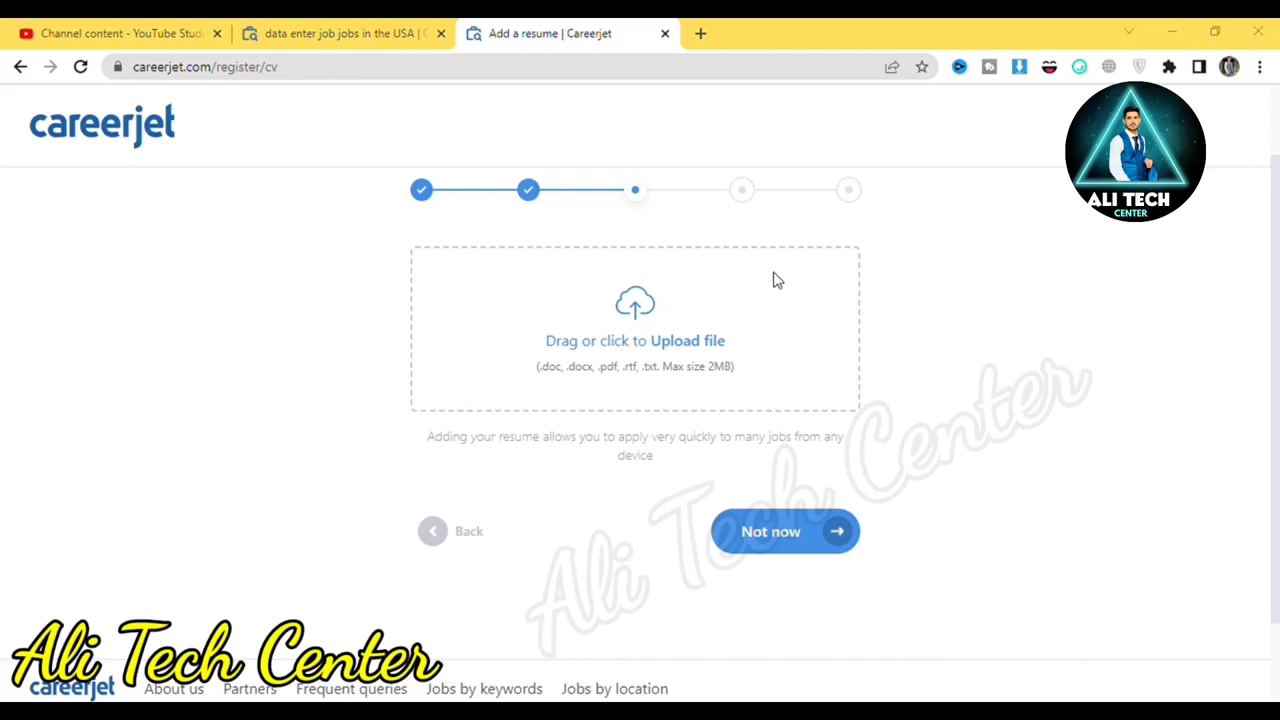 Channel content - YouTube Stud
data enter job jobs in the USA | C
Add a resume | Careerjet
careerjet.com/register/cv
careerjet
ALI TECH
CENTER
Drag or click to Upload file
(.doc, .docx, .pdf, .rtf, .txt. Max size 2MB)
Adding your resume allows you to apply very quickly to many jobs from any
device
Back
Not now
Ali Tech Center
Ali Tech Center
careerjet
About us
Partners
Frequent queries
Jobs by keywords
Jobs by location